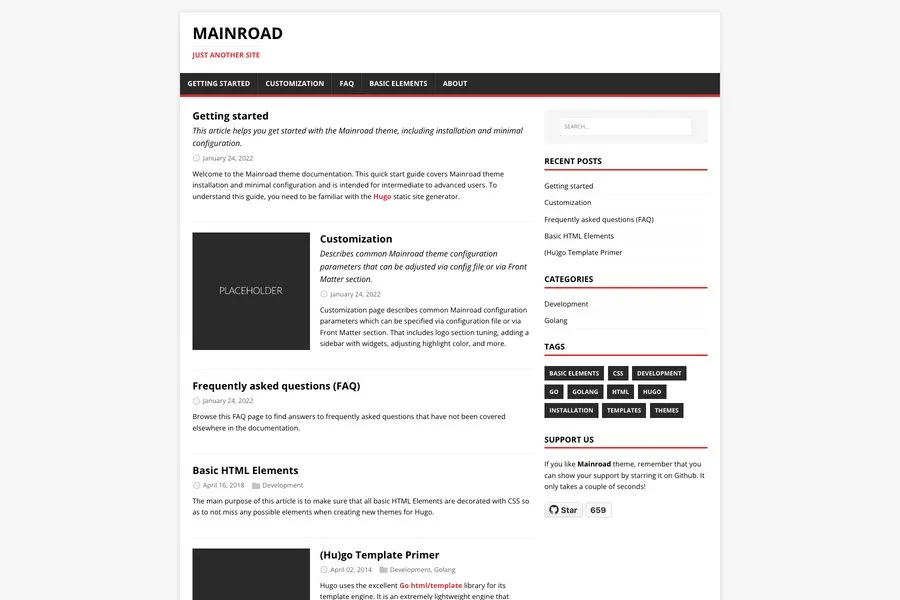 MAINROAD
JUST ANOTHER SITE
GETTING STARTED CUSTOMIZATION FAQ BASIC ELEMENTS ABOUT
Getting started
This article helps you get started with the Mainroad theme, including installation and minimal
configuration.
January 24, 2022
Welcome to the Mainroad theme documentation. This quick start guide covers Mainroad theme
installation and minimal configuration and is intended for intermediate to advanced users. To
understand this guide, you need to be familiar with the Hugo static site generator.
PLACEHOLDER
Customization
Describes common Mainroad theme configuration
parameters that can be adjusted via config file or via Front
Matter section.
January 24, 2022
Customization page describes common Mainroad configuration
parameters which can be specified via configuration file or via
Front Matter section. That includes logo section tuning, adding a
sidebar with widgets, adjusting highlight color, and more.
Frequently asked questions (FAQ)
January 24, 2022
Browse this FAQ page to find answers to frequently asked questions that have not been covered
elsewhere in the documentation.
Basic HTML Elements
April 16, 2018 Development
The main purpose of this article is to make sure that all basic HTML Elements are decorated with CSS so
as to not miss any possible elements when creating new themes for Hugo.
(Hu)go Template Primer
April 02, 2014 Development, Golang
Hugo uses the excellent Go html/template library for its
template engine. It is an extremely lightweight engine that
SEARCH...
RECENT POSTS
Getting started
Customization
Frequently asked questions (FAQ)
Basic HTML Elements
(Hu)go Template Primer
CATEGORIES
Development
Golang
TAGS
BASIC ELEMENTS CSS DEVELOPMENT
GO GOLANG HTML HUGO
INSTALLATION TEMPLATES THEMES
SUPPORT US
If you like Mainroad theme, remember that you
can show your support by starring it on Github. It
only takes a couple of seconds!
Star 659